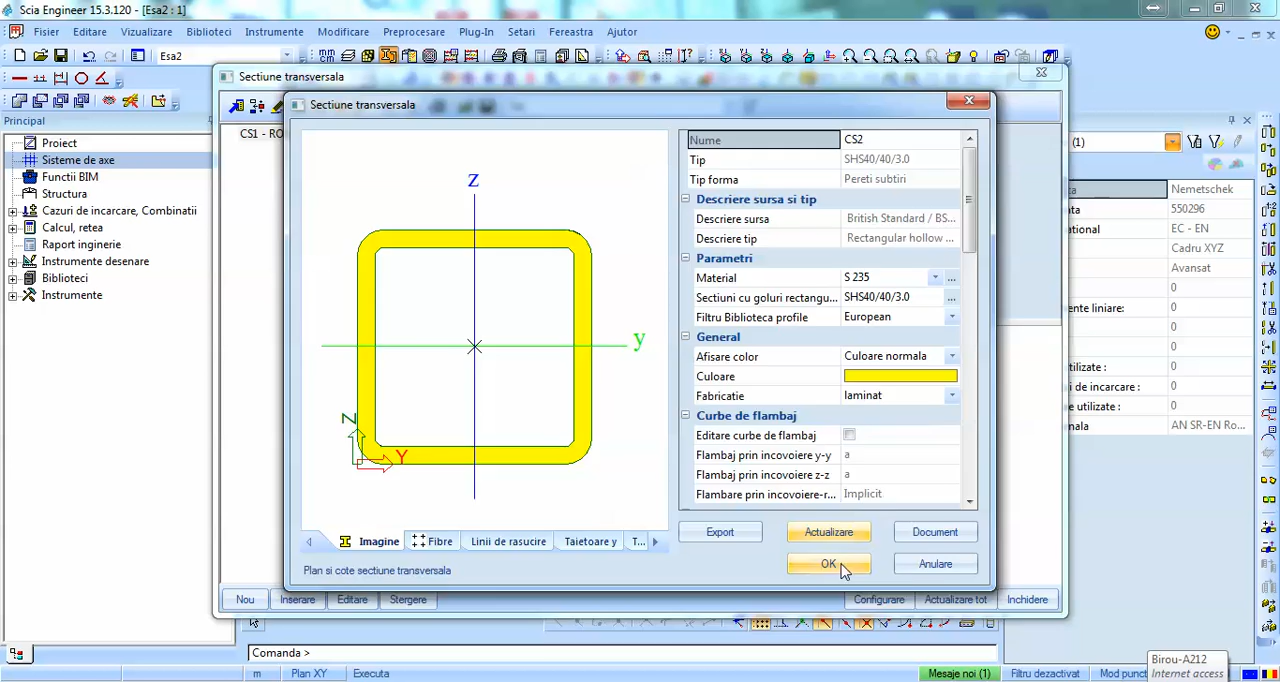 Scia Engineer 15.3.120 - [Esa2 : 1]
Fisier Editare Vizualizare Biblioteci Instrumente Modificare Preprocesare Plug-In Setari Fereastra Ajutor
Esa2
Sectiune transversala
Sectiune transversala
Principal
CS1 - RO
Proiect
Sisteme de axe
Functii BIM
Structura
Cazuri de incarcare, Combinatii
Calcul, retea
Raport inginerie
Instrumente desenare
Biblioteci
Instrumente
z
y
Z
Y
Nume CS2
Tip SHS40/40/3.0
Tip forma Pereti subtiri
Descriere sursa si tip
Descriere sursa British Standard / BS...
Descriere tip Rectangular hollow ...
Parametri
Material S 235 ...
Sectiuni cu goluri rectangu... SHS40/40/3.0 ...
Filtru Biblioteca profile European
General
Afisare color Culoare normala
Culoare
Fabricatie laminat
Curbe de flambaj
Editare curbe de flambaj
Flambaj prin incovoiere y-y a
Flambaj prin incovoiere z-z a
Flambare prin incovoiere-r... Implicit
Export Actualizare Document
OK Anulare
Imagine Fibre Linii de rasucire Taietoare y T...
Plan si cote sectiune transversala
Nou Inserare Editare Stergere Configurare Actualizare tot Inchidere
(1)
Nemetschek
550296
EC - EN
Cadru XYZ
Avansat
0
ente liniare: 0
0
0
utilizate : 0
i de incarcare : 0
e utilizate : 0
AN SR-EN Ro...
Comanda >
m Plan XY Executa Mesaje noi (1) Filtru dezactivat Mod punct
Birou-A212
Internet access